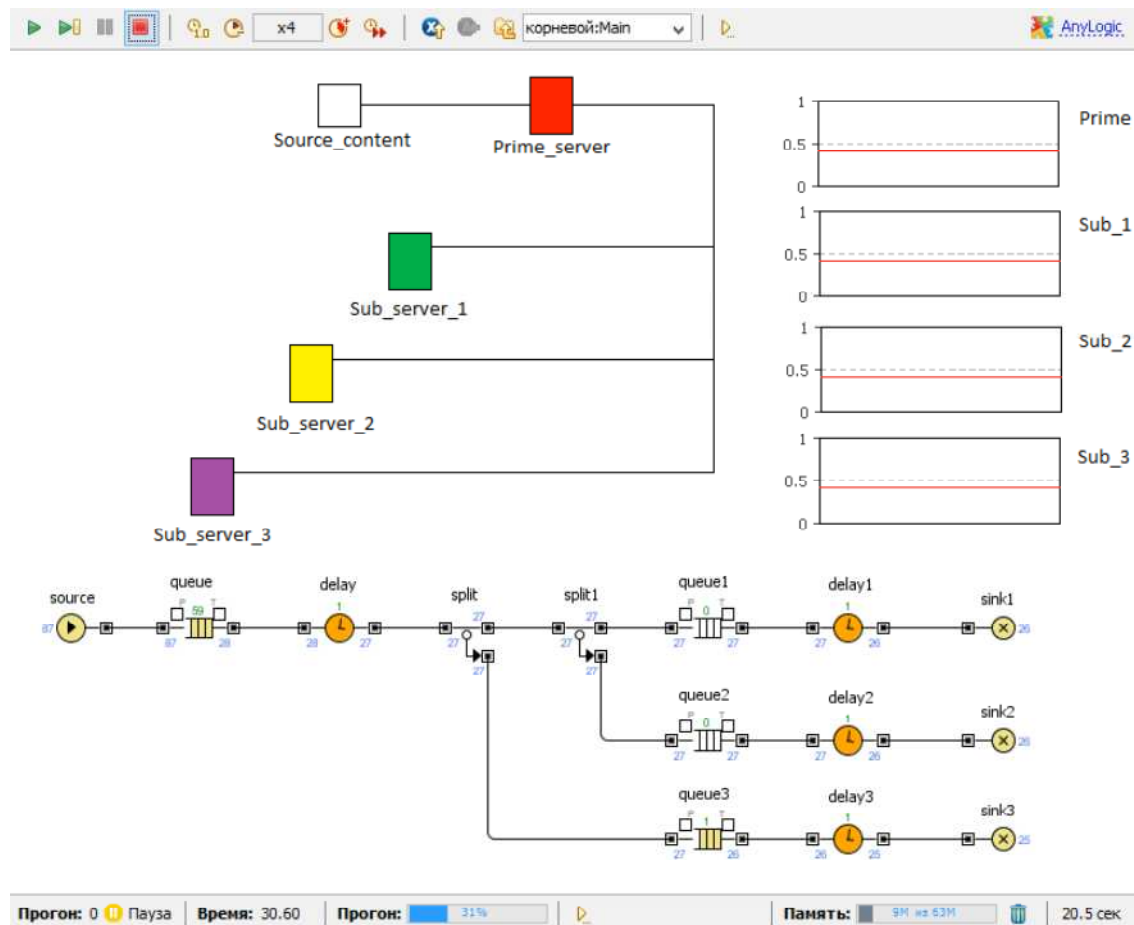 x4 корневой:Main AnyLogic
Source_content
Prime_server
1
0.5
0
Prime
Sub_server_1
1
0.5
0
Sub_1
Sub_server_2
1
0.5
0
Sub_2
Sub_server_3
1
0.5
0
Sub_3
source queue delay split split1 queue1 delay1 sink1
87 87 59 28 28 1 27 27 27 27 27 27 0 27 27 1 26 26
queue2 delay2 sink2
27 0 27 27 1 26 26
queue3 delay3 sink3
27 1 26 26 1 25 25
Прогон: 0 Пауза Время: 30.60 Прогон: 31% Память: 9M из 63M 20.5 сек